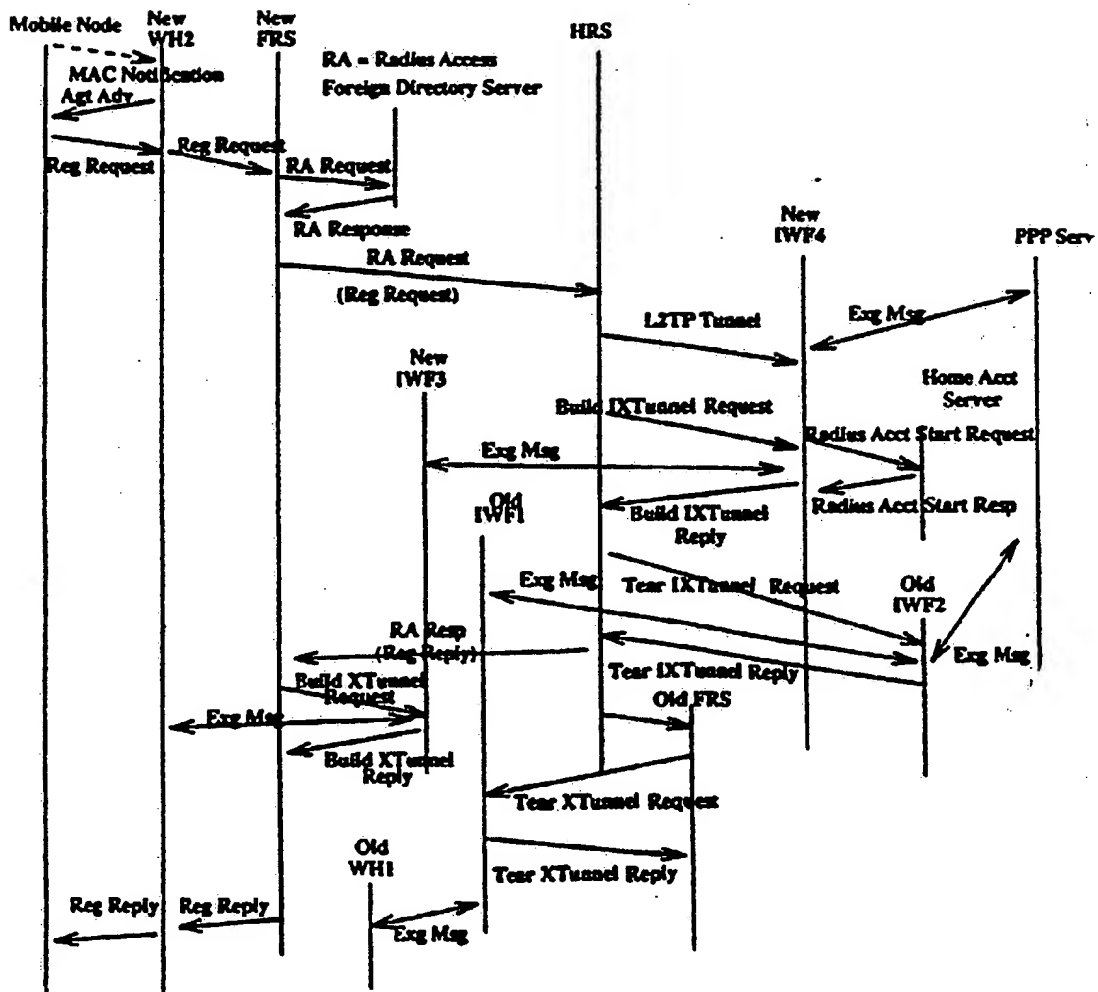 Mobile Node
New
WH2
New
FRS
HRS
RA = Radius Access
Foreign Directory Server
MAC Notification
Agt Adv
Reg Request
Reg Request
RA Request
RA Response
RA Request
(Reg Request)
New
IWF4
PPP Serv
L2TP Tunnel
Exg Msg
New
IWF3
Home Acct
Server
Build IXTunnel Request
Radius Acct Start Request
Exg Msg
Old
IWF1
Build IXTunnel
Reply
Radius Acct Start Resp
Exg Msg
Tear IXTunnel Request
Old
IWF2
RA Resp
(Reg Reply)
Tear IXTunnel Reply
Exg Msg
Build XTunnel
Request
Old FRS
Exg Msg
Build XTunnel
Reply
Tear XTunnel Request
Old
WH1
Tear XTunnel Reply
Reg Reply
Reg Reply
Exg Msg